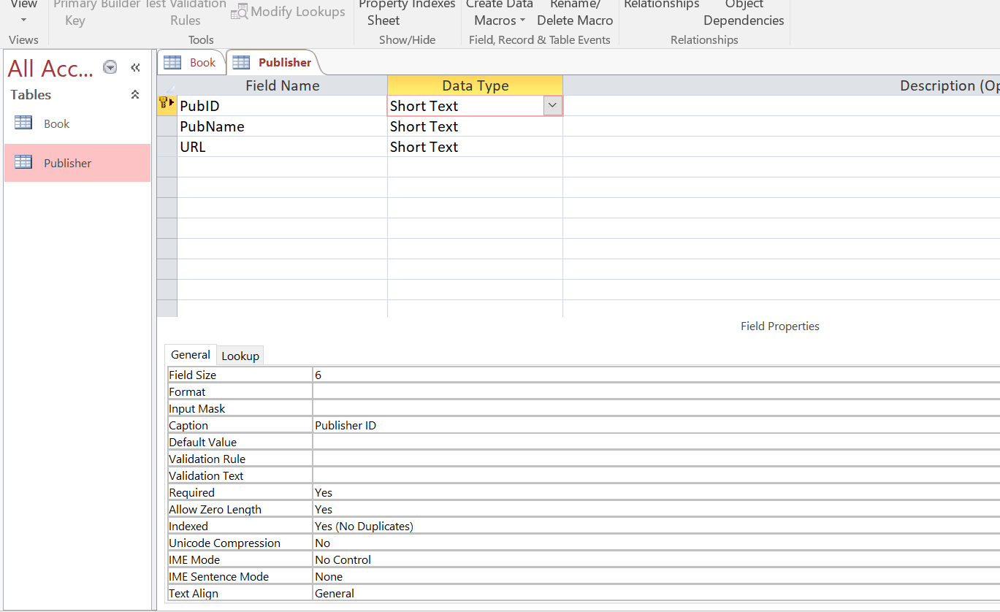 View
Primary Builder Test Validation
Key Rules
Modify Lookups
Property Indexes
Sheet
Create Data Rename/
Macros Delete Macro
Relationships Object
Dependencies
Views
Tools
Show/Hide
Field, Record & Table Events
Relationships
All Acc...
Tables
Book
Publisher
Book
Publisher
Field Name Data Type Description (Op
PubID Short Text
PubName Short Text
URL Short Text
Field Properties
General Lookup
Field Size 6
Format
Input Mask
Caption Publisher ID
Default Value
Validation Rule
Validation Text
Required Yes
Allow Zero Length Yes
Indexed Yes (No Duplicates)
Unicode Compression No
IME Mode No Control
IME Sentence Mode None
Text Align General